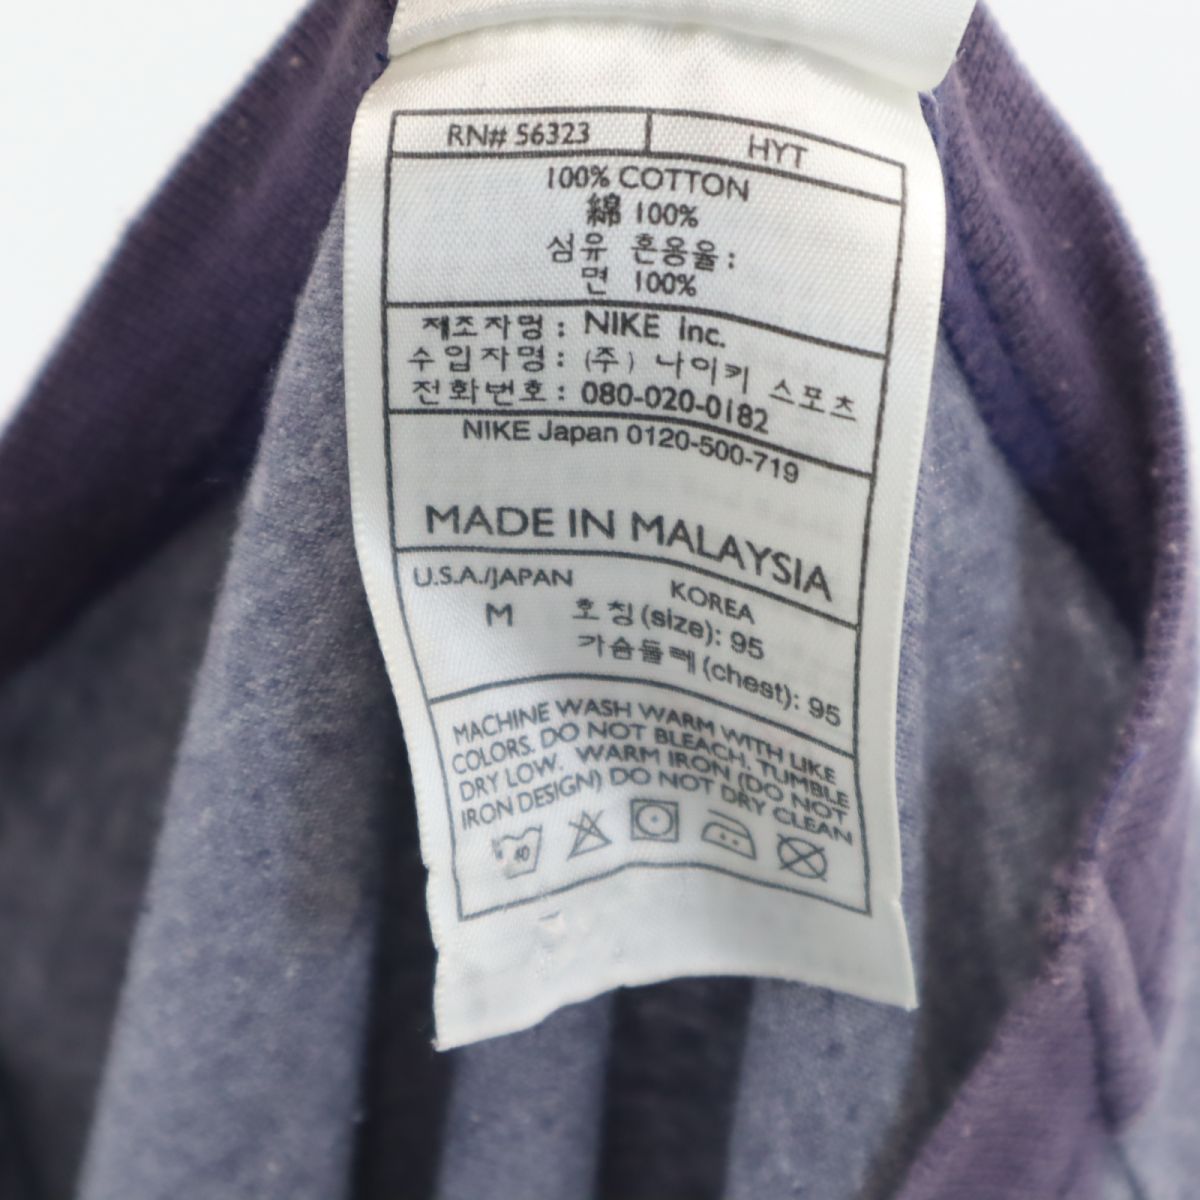 RN# 56323 HYT
100% COTTON
綿 100%
섬유 혼용율:
면 100%
제조자명: NIKE Inc.
수입자명: (주) 나이키 스포츠
전화번호: 080-020-0182
NIKE Japan 0120-500-719
MADE IN MALAYSIA
U.S.A./JAPAN KOREA
M 호칭(size): 95
가슴둘레(chest): 95
MACHINE WASH WARM WITH LIKE
COLORS. DO NOT BLEACH. TUMBLE
DRY LOW. WARM IRON (DO NOT
IRON DESIGN) DO NOT DRY CLEAN
40